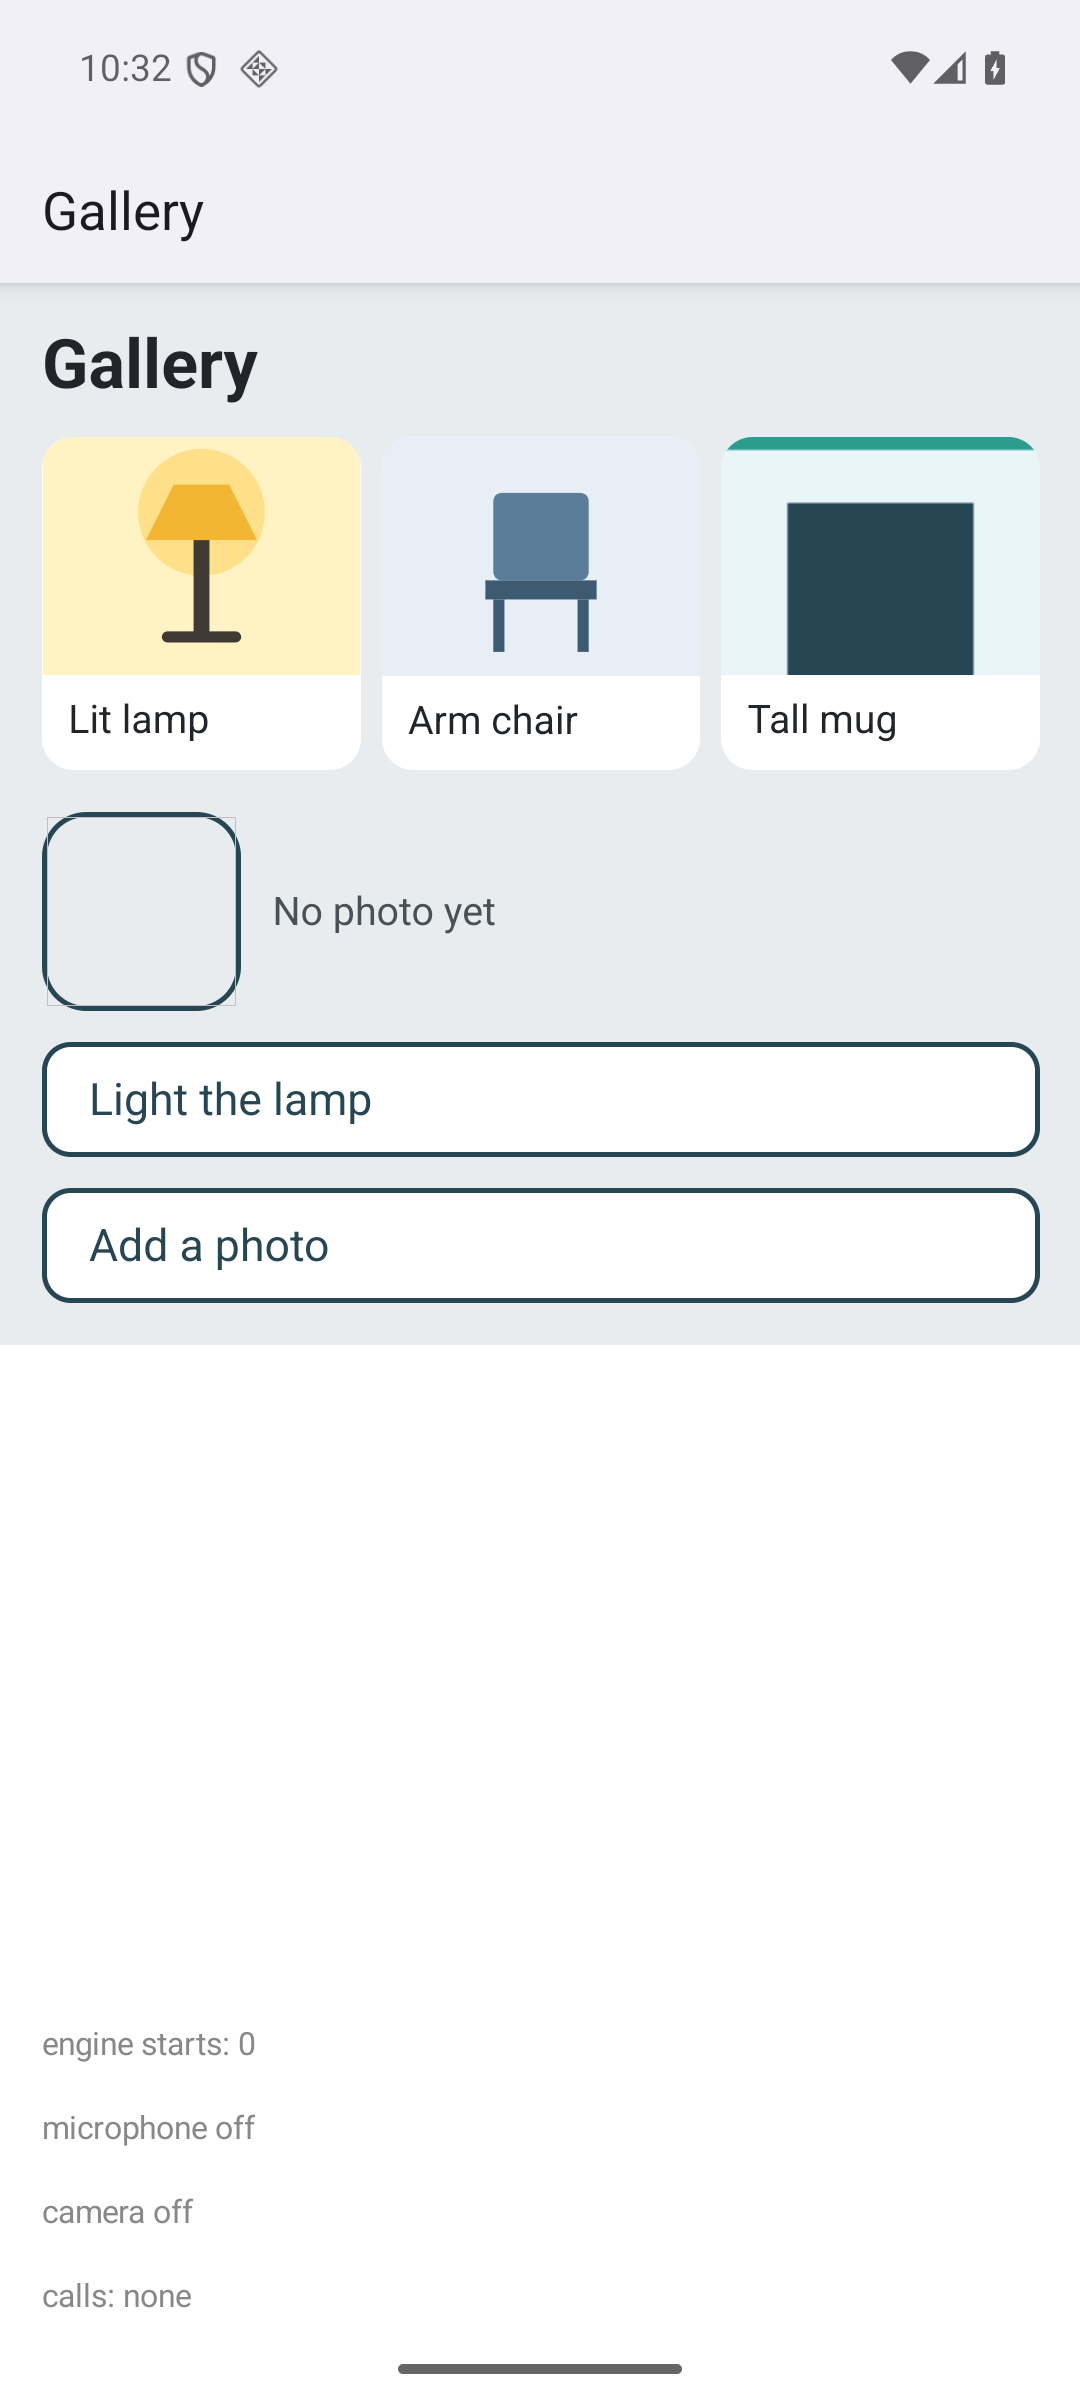 10:32
Gallery
Gallery
Lit lamp
Arm chair
Tall mug
No photo yet
Light the lamp
Add a photo
engine starts: 0
microphone off
camera off
calls: none